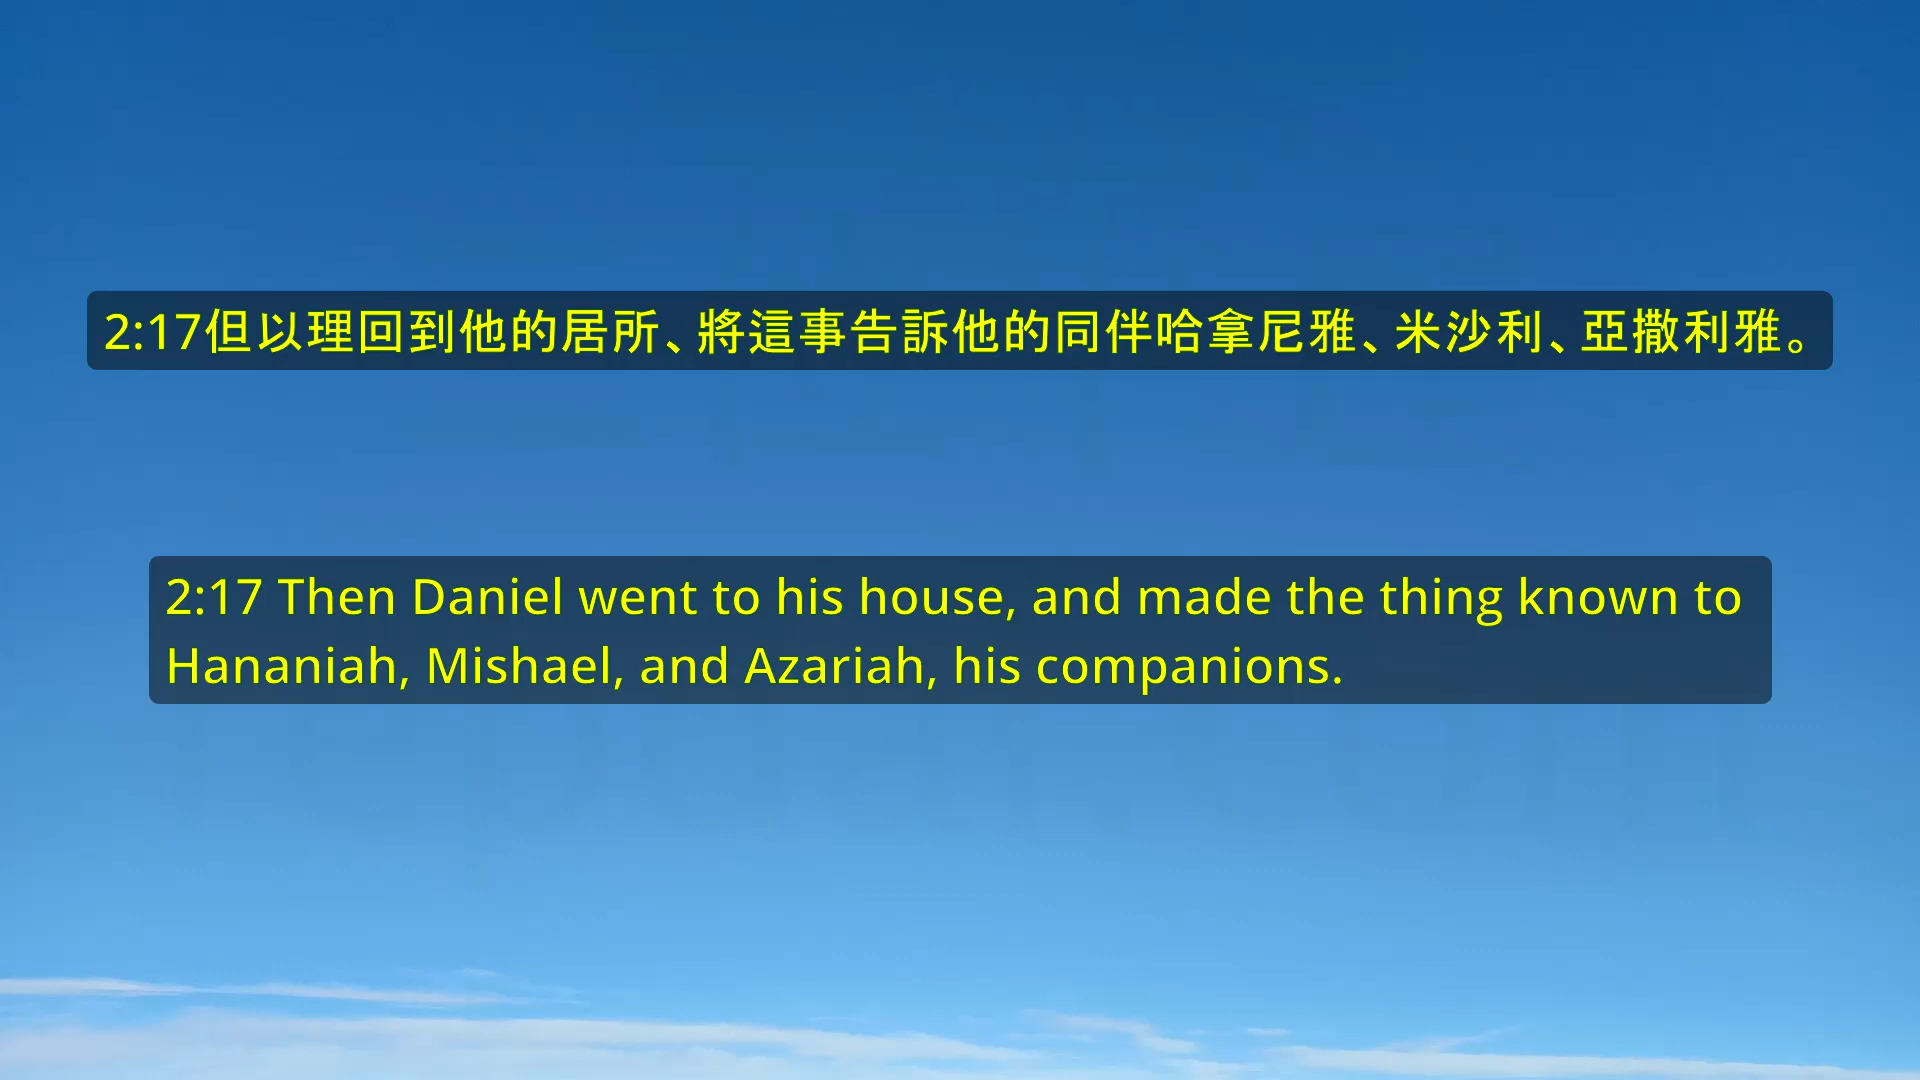 2:17但以理回到他的居所、將這事告訴他的同伴哈拿尼雅、米沙利、亞撒利雅。
2:17 Then Daniel went to his house, and made the thing known to
Hananiah, Mishael, and Azariah, his companions.